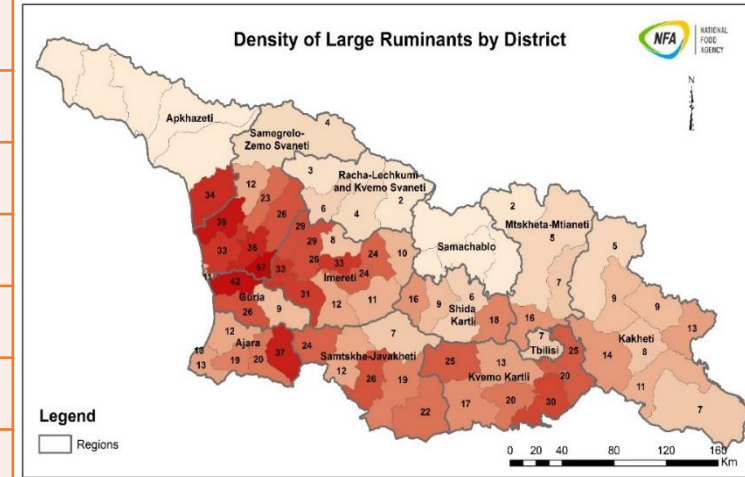 Density of Large Ruminants by District
NFA
NATIONAL
FOOD
AGENCY
N
Apkhazeti
4
Samegrelo-
Zemo Svaneti
34
12
23
26
3
Racha-Lechkumi
and Kvemo Svaneti
6
4
2
2
Mtskheta-Mtianeti
5
5
7
33
36
57
33
29
29
26
8
33
24
24
10
Imereti
31
12
11
Samachablo
42
Guria
26
9
16
9
6
Shida
Kartli
18
16
9
9
13
Kakheti
12
Ajara
13
19
20
37
24
7
Samtskhe-Javakheti
12
26
19
22
25
13
Kvemo Kartli
17
20
30
20
25
7
Tbilisi
14
8
11
7
Legend
Regions
0 10 20 40 80 120 160
Km